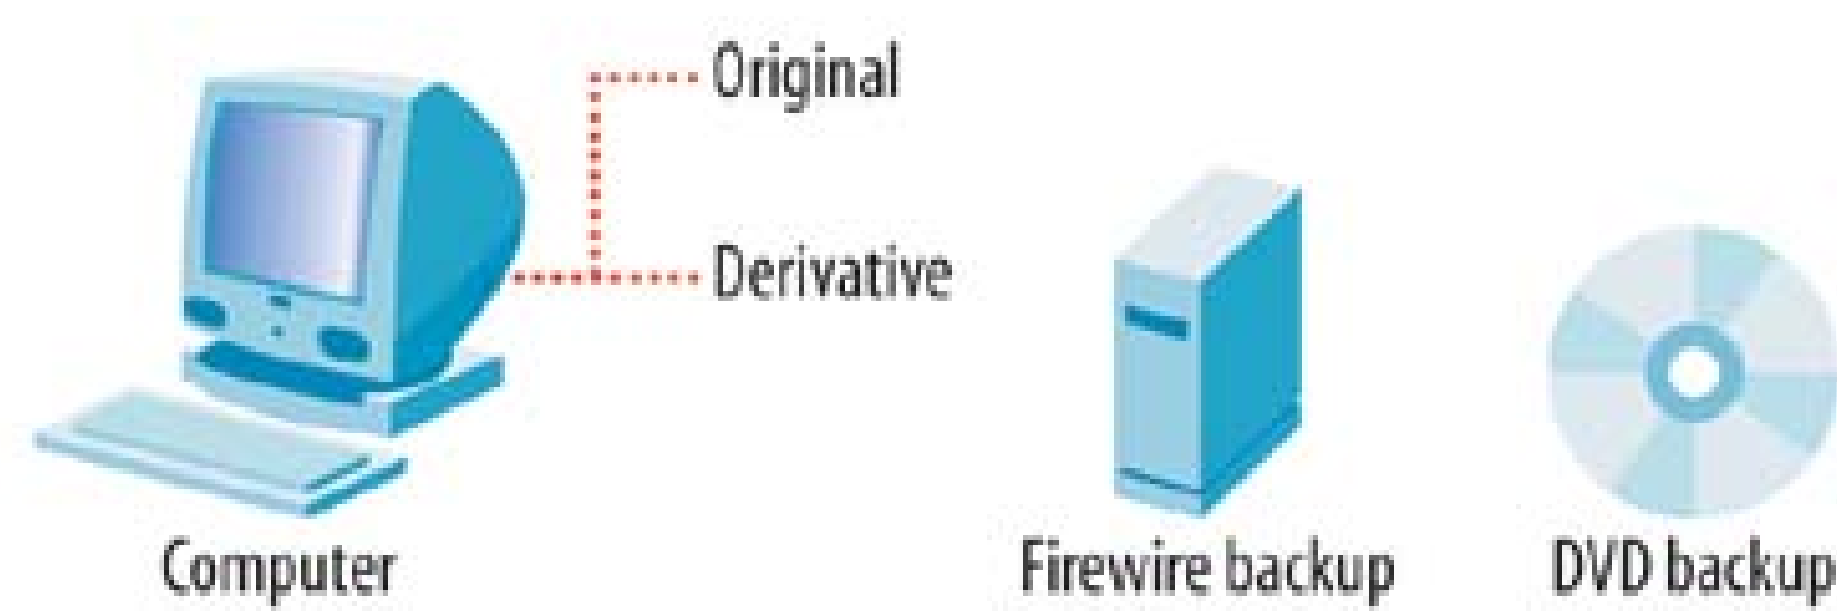 Original
Derivative
Computer
Firewire backup
DVD backup